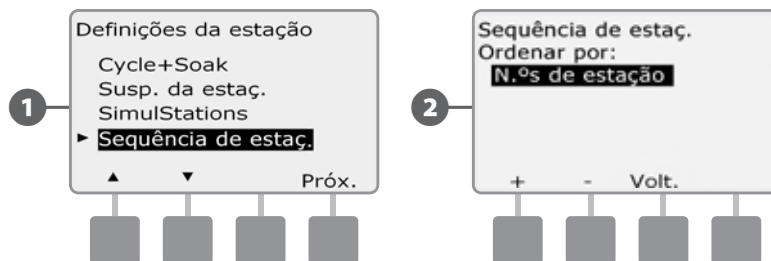 1
Definições da estação
Cycle+Soak
Susp. da estaç.
SimulStations
► Sequência de estaç.
▲ ▼ Próx.
2
Sequência de estaç.
Ordenar por:
N.ºs de estação
+ - Volt.